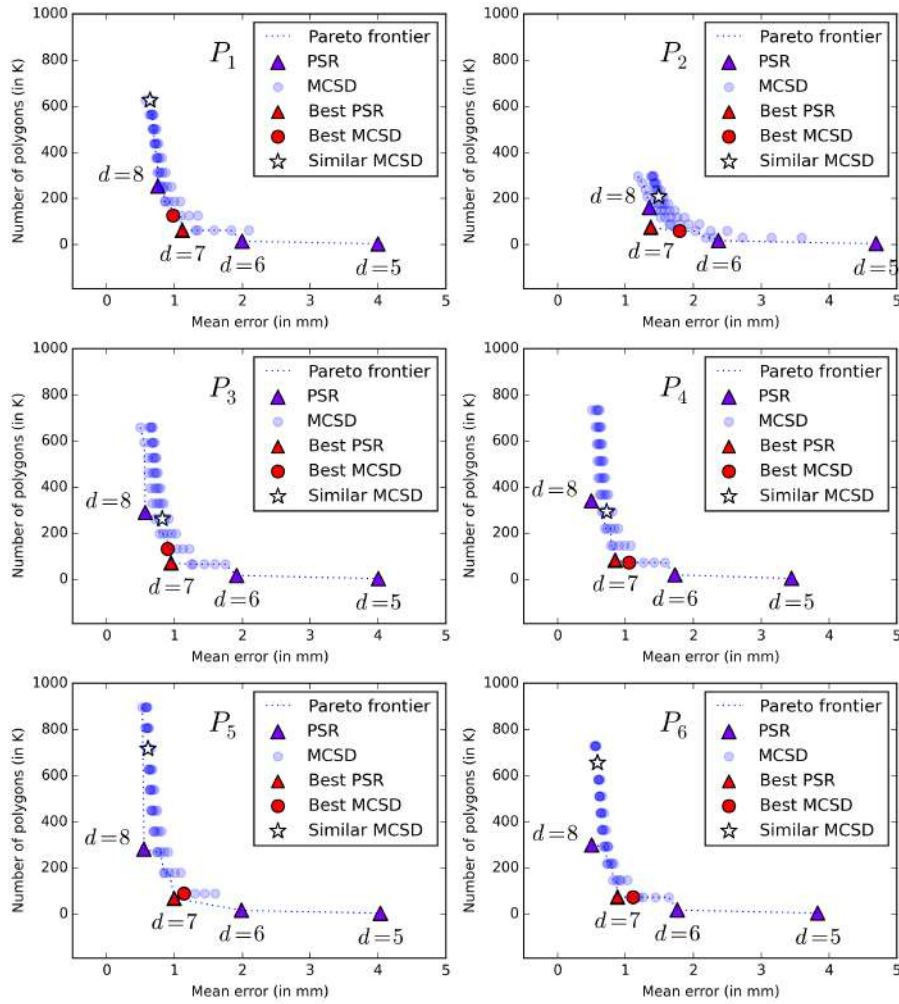 P1
Pareto frontier
PSR
MCSD
Best PSR
Best MCSD
Similar MCSD
1000
800
600
400
200
0
d=8
d=7
d=6
d=5
0 1 2 3 4 5
Mean error (in mm)
Number of polygons (in K)
P2
Pareto frontier
PSR
MCSD
Best PSR
Best MCSD
Similar MCSD
1000
800
600
400
200
0
d=8
d=7
d=6
d=5
0 1 2 3 4 5
Mean error (in mm)
Number of polygons (in K)
P3
Pareto frontier
PSR
MCSD
Best PSR
Best MCSD
Similar MCSD
1000
800
600
400
200
0
d=8
d=7
d=6
d=5
0 1 2 3 4 5
Mean error (in mm)
Number of polygons (in K)
P4
Pareto frontier
PSR
MCSD
Best PSR
Best MCSD
Similar MCSD
1000
800
600
400
200
0
d=8
d=7
d=6
d=5
0 1 2 3 4 5
Mean error (in mm)
Number of polygons (in K)
P5
Pareto frontier
PSR
MCSD
Best PSR
Best MCSD
Similar MCSD
1000
800
600
400
200
0
d=8
d=7
d=6
d=5
0 1 2 3 4 5
Mean error (in mm)
Number of polygons (in K)
P6
Pareto frontier
PSR
MCSD
Best PSR
Best MCSD
Similar MCSD
1000
800
600
400
200
0
d=8
d=7
d=6
d=5
0 1 2 3 4 5
Mean error (in mm)
Number of polygons (in K)